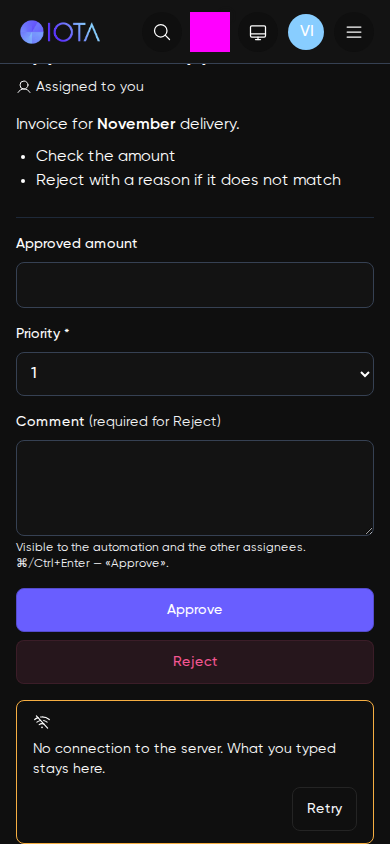 IOTA
VI
Assigned to you
Invoice for November delivery.
• Check the amount
• Reject with a reason if it does not match
Approved amount
Priority *
1
Comment (required for Reject)
Visible to the automation and the other assignees.
⌘/Ctrl+Enter — «Approve».
Approve
Reject
No connection to the server. What you typed
stays here.
Retry